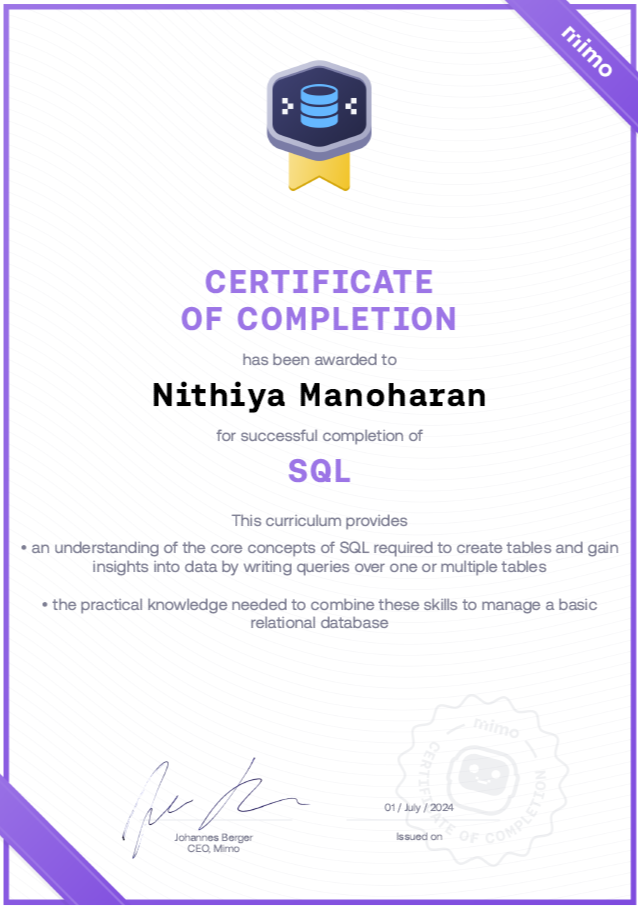 mimo
CERTIFICATE
OF COMPLETION
has been awarded to
Nithiya Manoharan
for successful completion of
SQL
This curriculum provides
• an understanding of the core concepts of SQL required to create tables and gain
insights into data by writing queries over one or multiple tables
• the practical knowledge needed to combine these skills to manage a basic
relational database
mimo
CERTIFICATE OF COMPLETION
01 / July / 2024
Johannes Berger
CEO, Mimo
Issued on